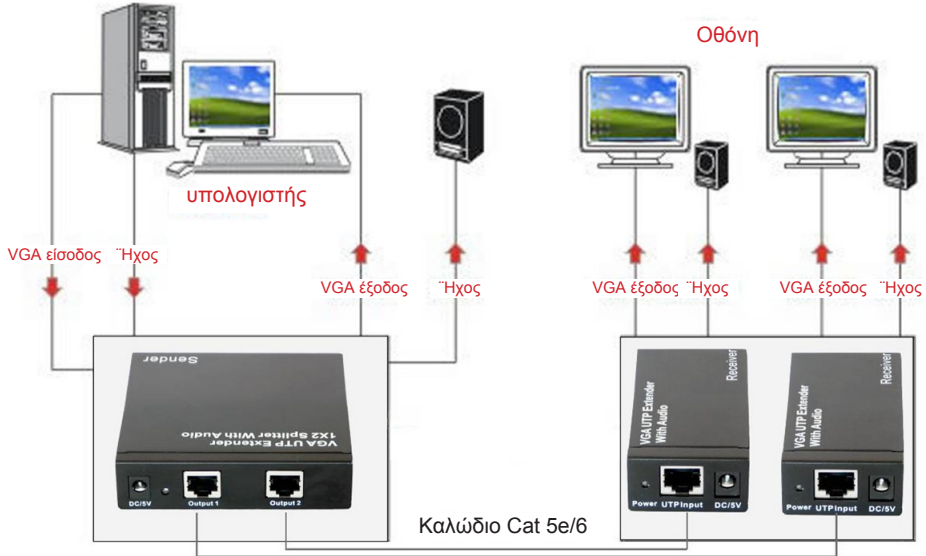 Οθόνη
υπολογιστής
VGA είσοδος
¨Ηχος
VGA έξοδος
¨Ηχος
VGA έξοδος
¨Ηχος
VGA έξοδος
¨Ηχος
Sender
VGA UTP Extender
1X2 Splitter With Audio
DC/5V
Output 1
Output 2
Receiver
VGA UTP Extender
With Audio
Power
UTP Input
DC/5V
Receiver
VGA UTP Extender
With Audio
Power
UTP Input
DC/5V
Καλώδιο Cat 5e/6